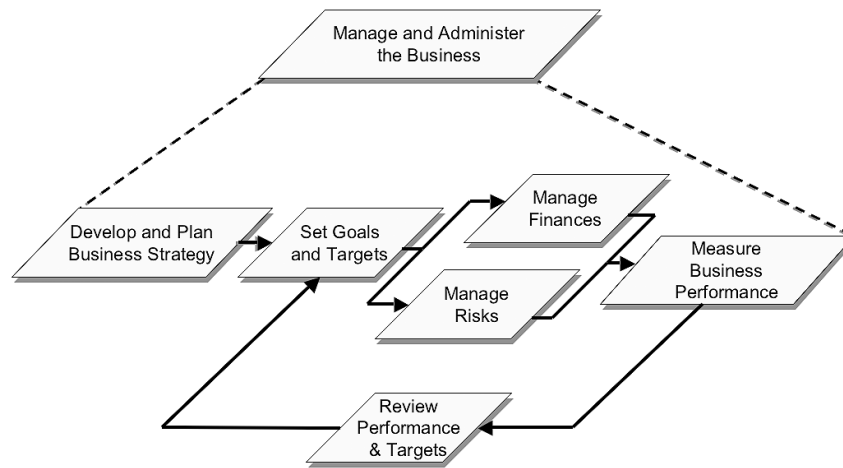 Manage and Administer
the Business
Develop and Plan
Business Strategy
Set Goals
and Targets
Manage
Finances
Manage
Risks
Measure
Business
Performance
Review
Performance
& Targets